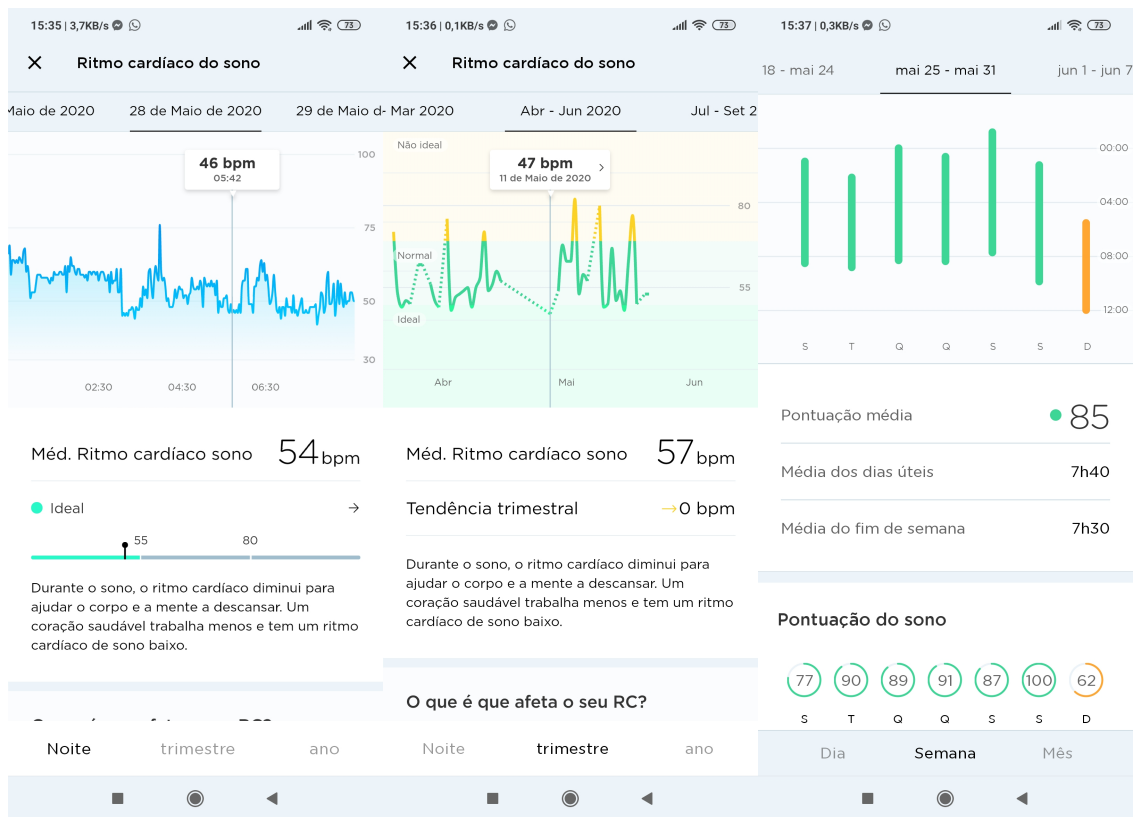 15:35 | 3,7KB/s
73
Ritmo cardíaco do sono
Maio de 2020
28 de Maio de 2020
29 de Maio d
46 bpm
05:42
100
75
50
30
02:30
04:30
06:30
Méd. Ritmo cardíaco sono
54 bpm
Ideal
55
80
Durante o sono, o ritmo cardíaco diminui para
ajudar o corpo e a mente a descansar. Um
coração saudável trabalha menos e tem um ritmo
cardíaco de sono baixo.
Noite
trimestre
ano
15:36 | 0,1KB/s
73
Ritmo cardíaco do sono
- Mar 2020
Abr - Jun 2020
Jul - Set 2
Não ideal
47 bpm
11 de Maio de 2020
80
Normal
55
Ideal
Abr
Mai
Jun
Méd. Ritmo cardíaco sono
57 bpm
Tendência trimestral
→0 bpm
Durante o sono, o ritmo cardíaco diminui para
ajudar o corpo e a mente a descansar. Um
coração saudável trabalha menos e tem um ritmo
cardíaco de sono baixo.
O que é que afeta o seu RC?
Noite
trimestre
ano
15:37 | 0,3KB/s
73
18 - mai 24
mai 25 - mai 31
jun 1 - jun 7
00:00
04:00
08:00
12:00
S T Q Q S S D
Pontuação média
85
Média dos dias úteis
7h40
Média do fim de semana
7h30
Pontuação do sono
77 90 89 91 87 100 62
S T Q Q S S D
Dia
Semana
Mês